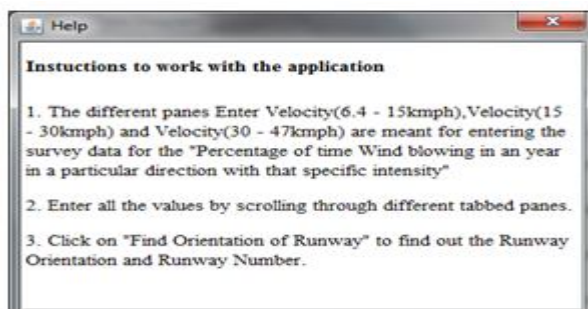 Help
Instuctions to work with the application
1. The different panes Enter Velocity(6.4 - 15kmph),Velocity(15
- 30kmph) and Velocity(30 - 47kmph) are meant for entering the
survey data for the "Percentage of time Wind blowing in an year
in a particular direction with that specific intensity"
2. Enter all the values by scrolling through different tabbed panes.
3. Click on "Find Orientation of Runway" to find out the Runway
Orientation and Runway Number.